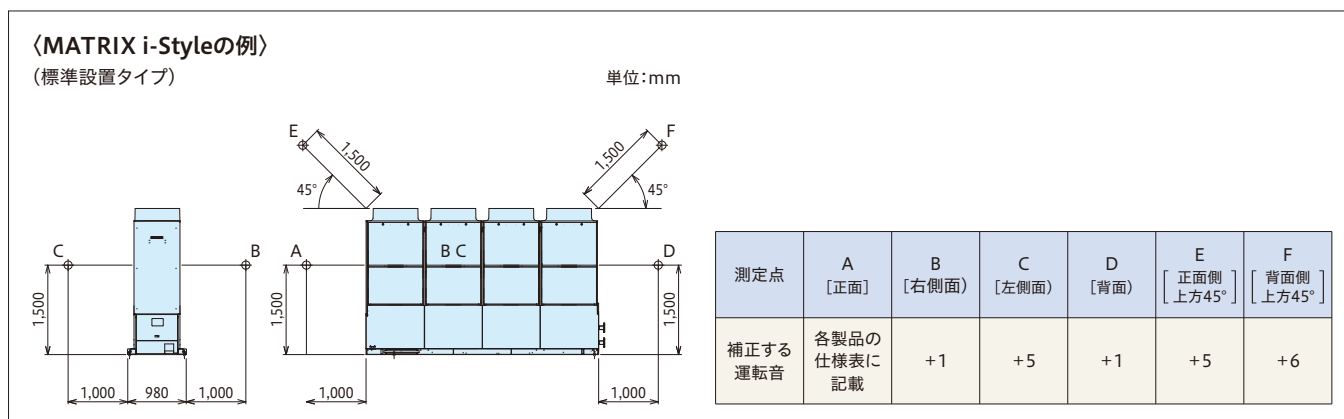 〈MATRIX i-Styleの例〉
(標準設置タイプ)
単位:mm
E
1,500
45°
F
1,500
45°
C
B
1,500
1,000
980
1,000
A
B C
D
1,500
1,500
1,000
1,000
測定点
A
[正面]
B
[右側面)
C
[左側面)
D
[背面)
E
[正面側
上方45°]
F
[背面側
上方45°]
補正する
運転音
各製品の
仕様表に
記載
+1
+5
+1
+5
+6